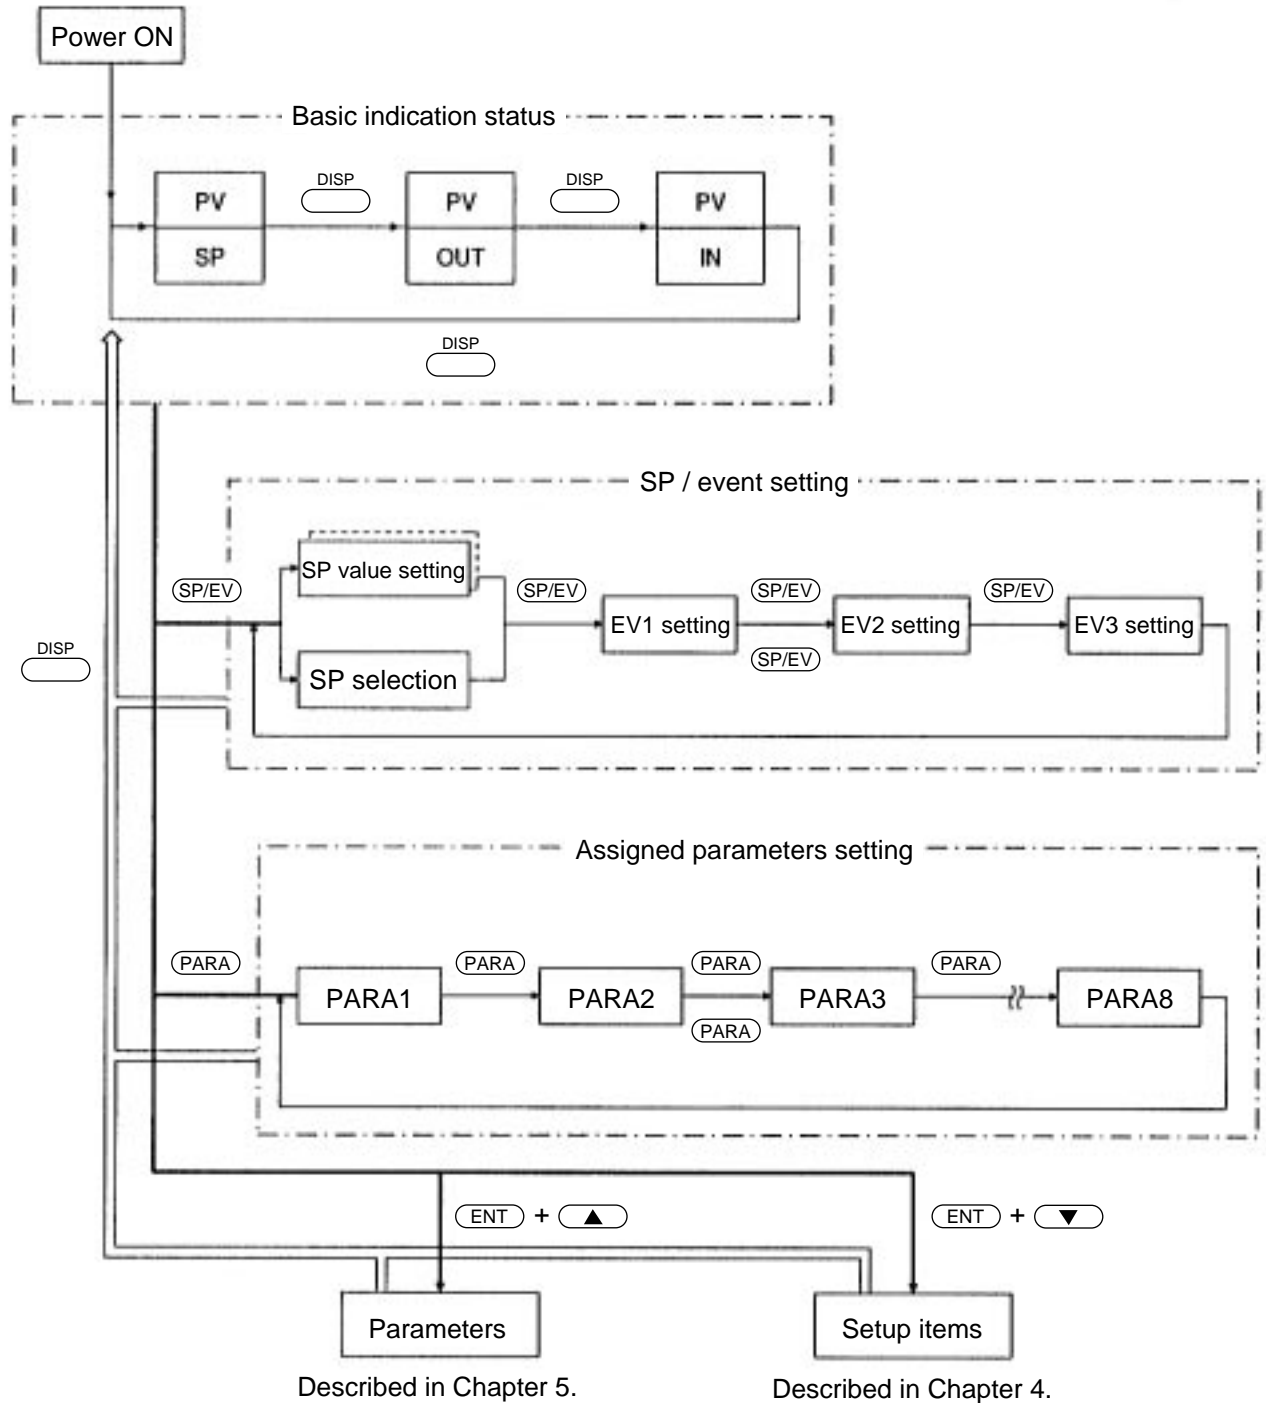 Power ON
Basic indication status
DISP
DISP
PV
PV
PV
SP
OUT
IN
DISP
SP / event setting
SP value setting
SP/EV
SP/EV
SP/EV
SP/EV
EV1 setting
EV2 setting
EV3 setting
DISP
SP/EV
SP selection
Assigned parameters setting
PARA
PARA
PARA
PARA
PARA1
PARA2
PARA3
PARA8
PARA
ENT + ▲
ENT + ▼
Parameters
Setup items
Described in Chapter 5.
Described in Chapter 4.